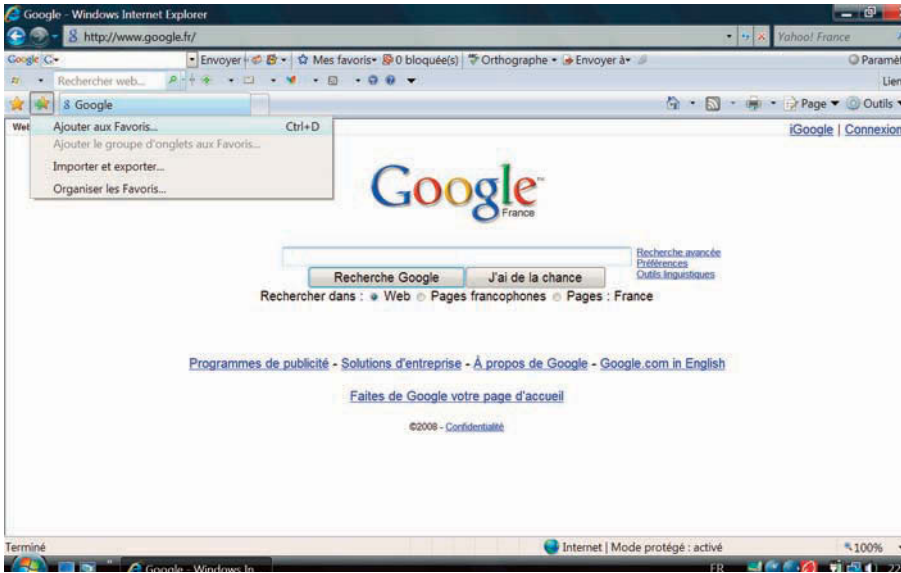 Google - Windows Internet Explorer
http://www.google.fr/
Yahoo! France
Google G
Envoyer
Mes favoris
0 bloquée(s)
Orthographe
Envoyer à
Rechercher web...
Google
Page
Outils
Ajouter aux Favoris... Ctrl+D
Ajouter le groupe d'onglets aux Favoris...
Importer et exporter...
Organiser les Favoris...
iGoogle | Connexion
Google
France
Recherche avancée
Préférences
Outils linguistiques
Recherche Google
J'ai de la chance
Rechercher dans : Web Pages francophones Pages : France
Programmes de publicité - Solutions d'entreprise - À propos de Google - Google.com in English
Faites de Google votre page d'accueil
©2008 - Confidentialité
Terminé
Internet | Mode protégé : activé
100%
Google - Windows In...
FR
22